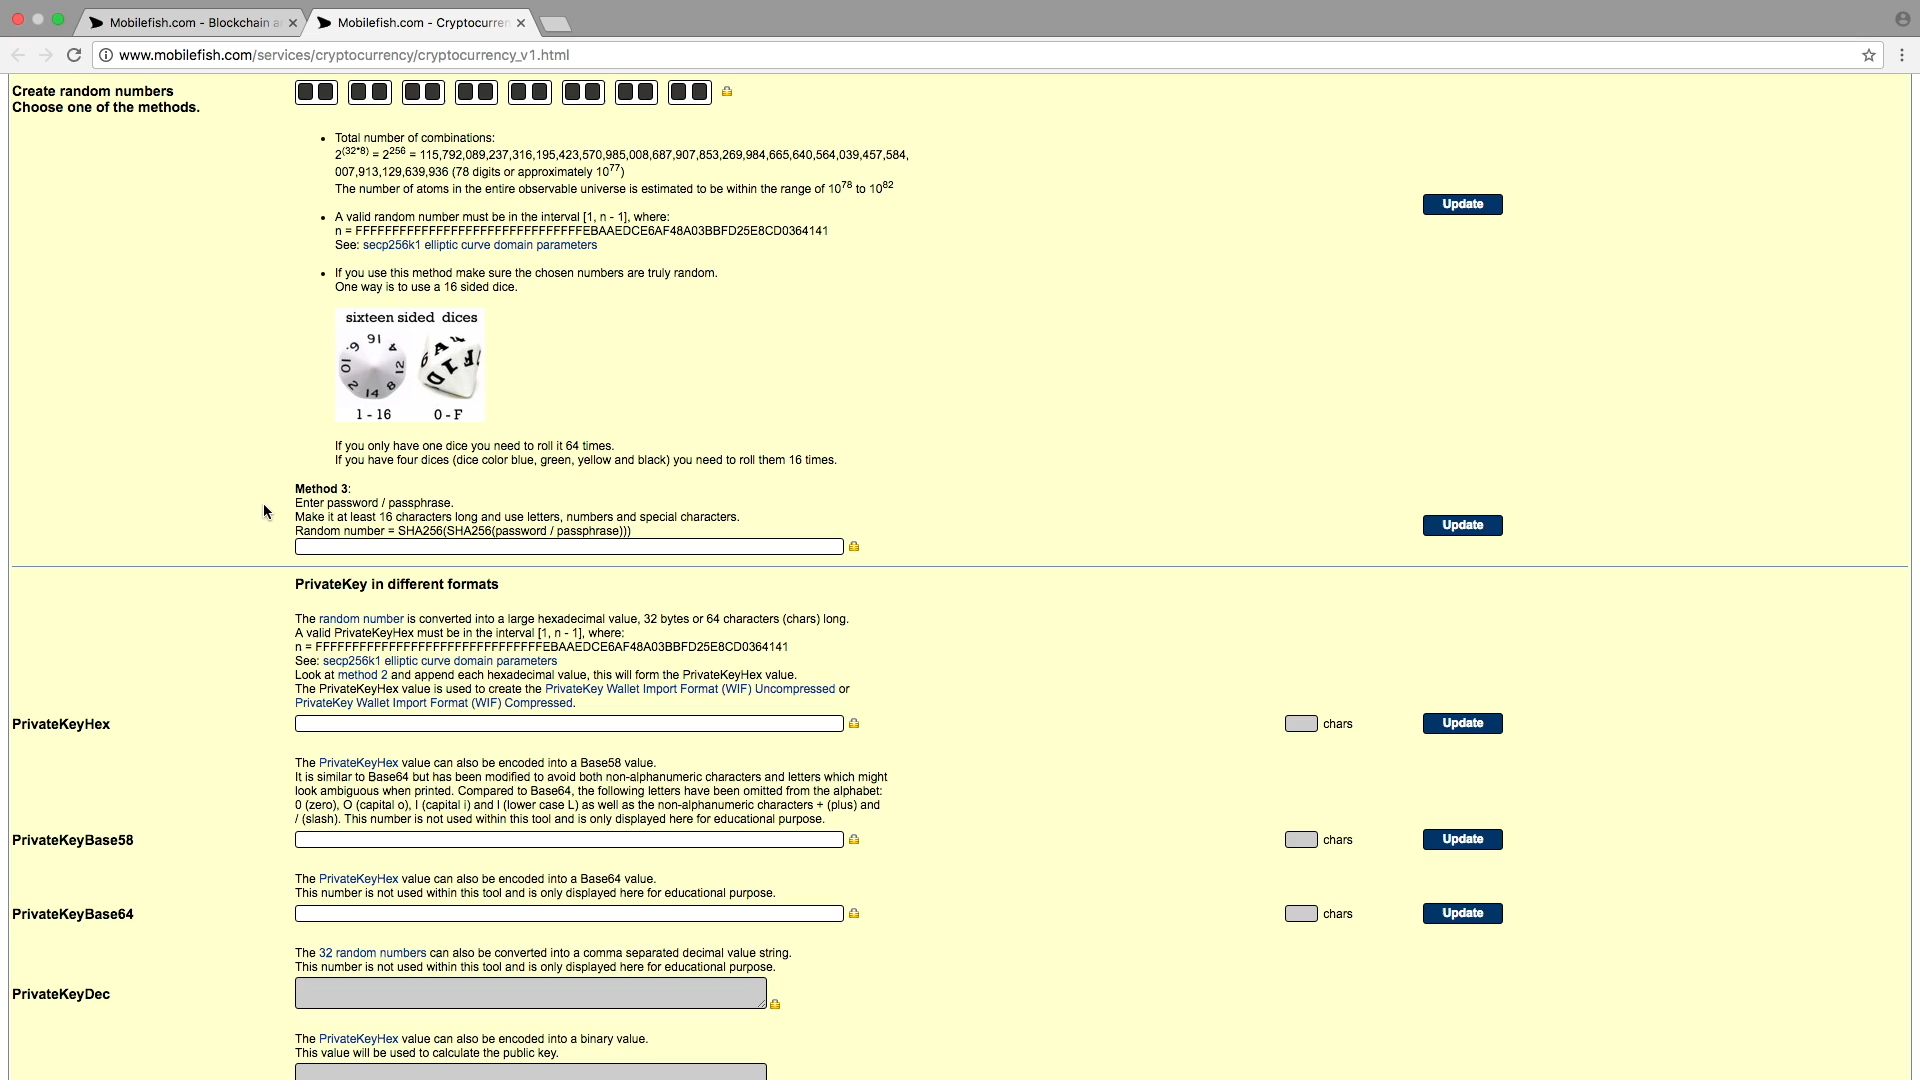 Mobilefish.com - Blockchain a
Mobilefish.com - Cryptocurren
www.mobilefish.com/services/cryptocurrency/cryptocurrency_v1.html
Create random numbers
Choose one of the methods.
• Total number of combinations:
2(32*8) = 2256 = 115,792,089,237,316,195,423,570,985,008,687,907,853,269,984,665,640,564,039,457,584,
007,913,129,639,936 (78 digits or approximately 1077)
The number of atoms in the entire observable universe is estimated to be within the range of 1078 to 1082
Update
• A valid random number must be in the interval [1, n - 1], where:
n = FFFFFFFFFFFFFFFFFFFFFFFFFFFFFFFEBAAEDCE6AF48A03BBFD25E8CD0364141
See: secp256k1 elliptic curve domain parameters
• If you use this method make sure the chosen numbers are truly random.
One way is to use a 16 sided dice.
sixteen sided dices
1 - 16
0 - F
If you only have one dice you need to roll it 64 times.
If you have four dices (dice color blue, green, yellow and black) you need to roll them 16 times.
Method 3:
Enter password / passphrase.
Make it at least 16 characters long and use letters, numbers and special characters.
Random number = SHA256(SHA256(password / passphrase)))
Update
PrivateKey in different formats
The random number is converted into a large hexadecimal value, 32 bytes or 64 characters (chars) long.
A valid PrivateKeyHex must be in the interval [1, n - 1], where:
n = FFFFFFFFFFFFFFFFFFFFFFFFFFFFFFFEBAAEDCE6AF48A03BBFD25E8CD0364141
See: secp256k1 elliptic curve domain parameters
Look at method 2 and append each hexadecimal value, this will form the PrivateKeyHex value.
The PrivateKeyHex value is used to create the PrivateKey Wallet Import Format (WIF) Uncompressed or
PrivateKey Wallet Import Format (WIF) Compressed.
PrivateKeyHex
chars
Update
The PrivateKeyHex value can also be encoded into a Base58 value.
It is similar to Base64 but has been modified to avoid both non-alphanumeric characters and letters which might
look ambiguous when printed. Compared to Base64, the following letters have been omitted from the alphabet:
0 (zero), O (capital o), I (capital i) and l (lower case L) as well as the non-alphanumeric characters + (plus) and
/ (slash). This number is not used within this tool and is only displayed here for educational purpose.
PrivateKeyBase58
chars
Update
The PrivateKeyHex value can also be encoded into a Base64 value.
This number is not used within this tool and is only displayed here for educational purpose.
PrivateKeyBase64
chars
Update
The 32 random numbers can also be converted into a comma separated decimal value string.
This number is not used within this tool and is only displayed here for educational purpose.
PrivateKeyDec
The PrivateKeyHex value can also be encoded into a binary value.
This value will be used to calculate the public key.